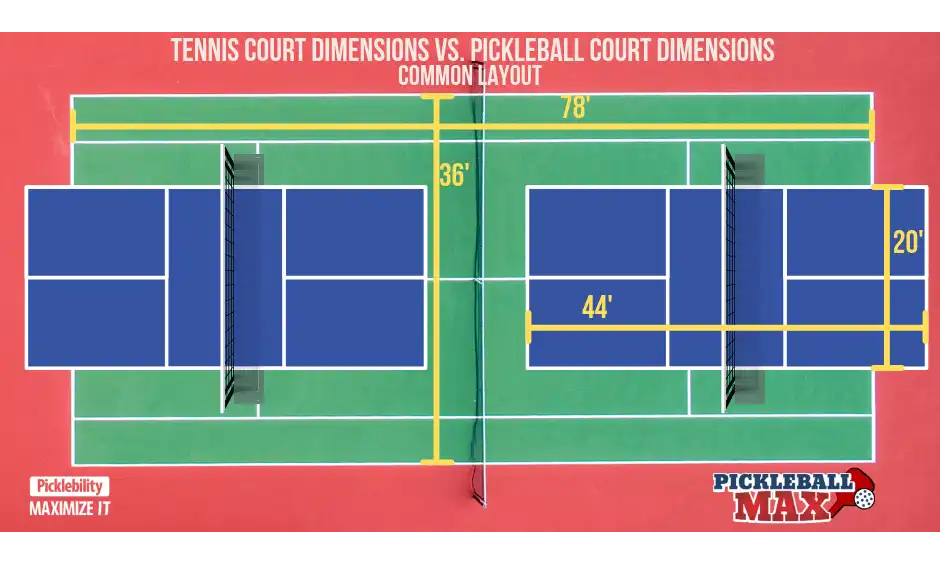 TENNIS COURT DIMENSIONS VS. PICKLEBALL COURT DIMENSIONS
COMMON LAYOUT
78'
36'
20'
44'
Picklebility
MAXIMIZE IT
PICKLEBALL
MAX